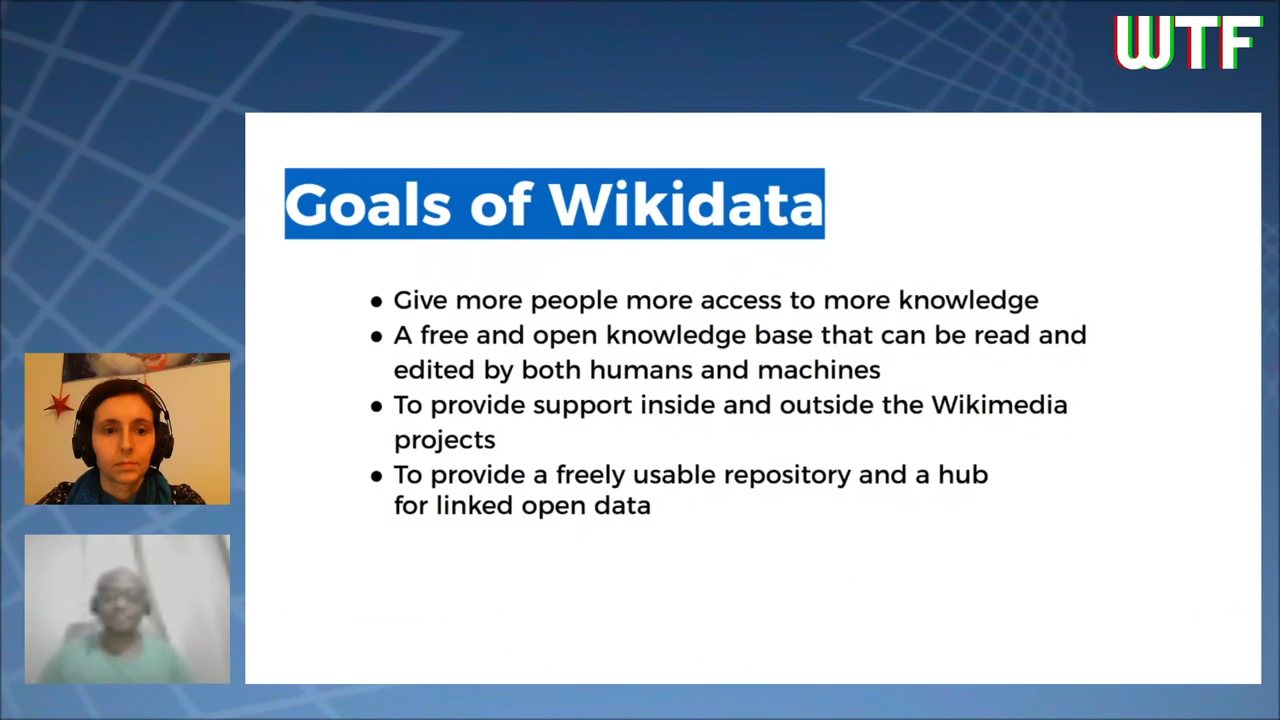 WTF
Goals of Wikidata
● Give more people more access to more knowledge
● A free and open knowledge base that can be read and
edited by both humans and machines
● To provide support inside and outside the Wikimedia
projects
● To provide a freely usable repository and a hub
for linked open data